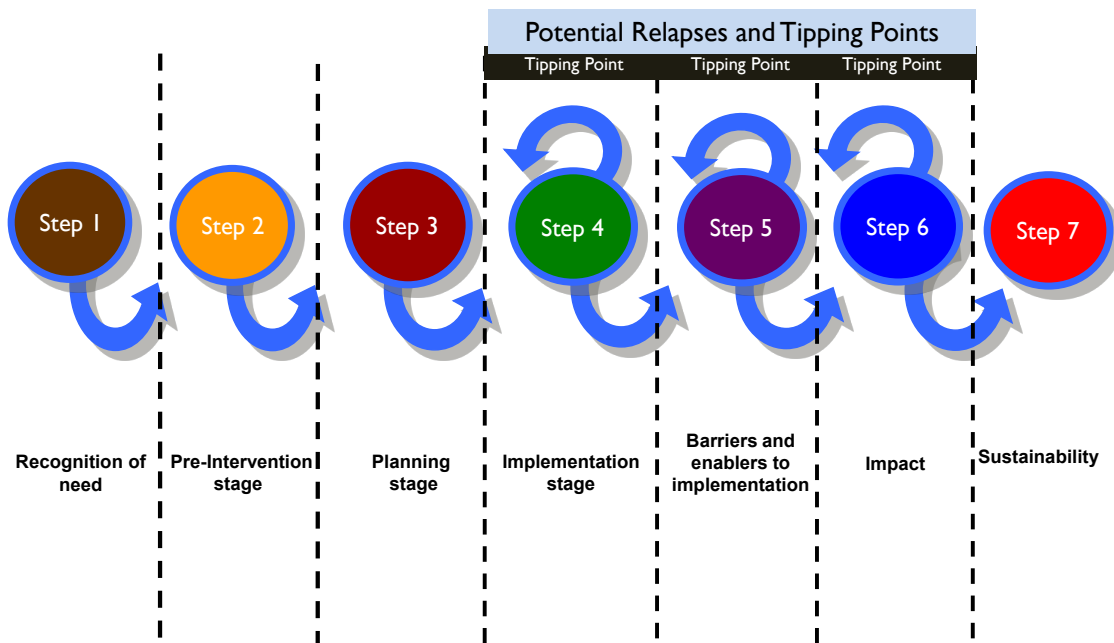 Potential Relapses and Tipping Points
Tipping Point
Tipping Point
Tipping Point
Step 1
Step 2
Step 3
Step 4
Step 5
Step 6
Step 7
Recognition of
need
Pre-Intervention
stage
Planning
stage
Implementation
stage
Barriers and
enablers to
implementation
Impact
Sustainability